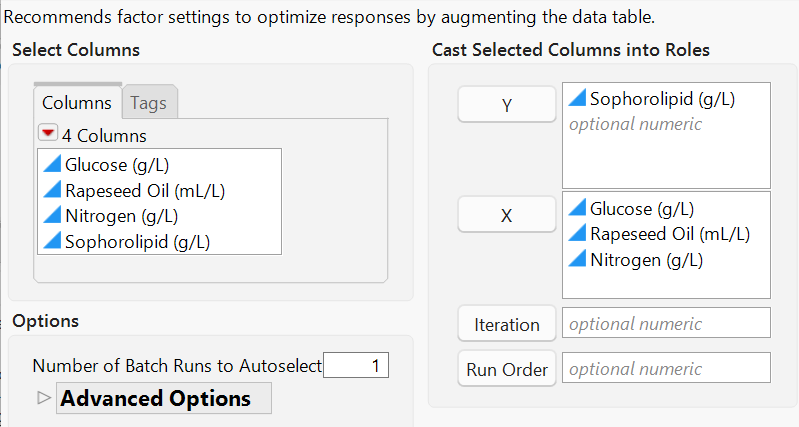 Recommends factor settings to optimize responses by augmenting the data table.
Select Columns
Columns
Tags
4 Columns
Glucose (g/L)
Rapeseed Oil (mL/L)
Nitrogen (g/L)
Sophorolipid (g/L)
Options
Number of Batch Runs to Autoselect 1
Advanced Options
Cast Selected Columns into Roles
Y
Sophorolipid (g/L)
optional numeric
X
Glucose (g/L)
Rapeseed Oil (mL/L)
Nitrogen (g/L)
Iteration
optional numeric
Run Order
optional numeric